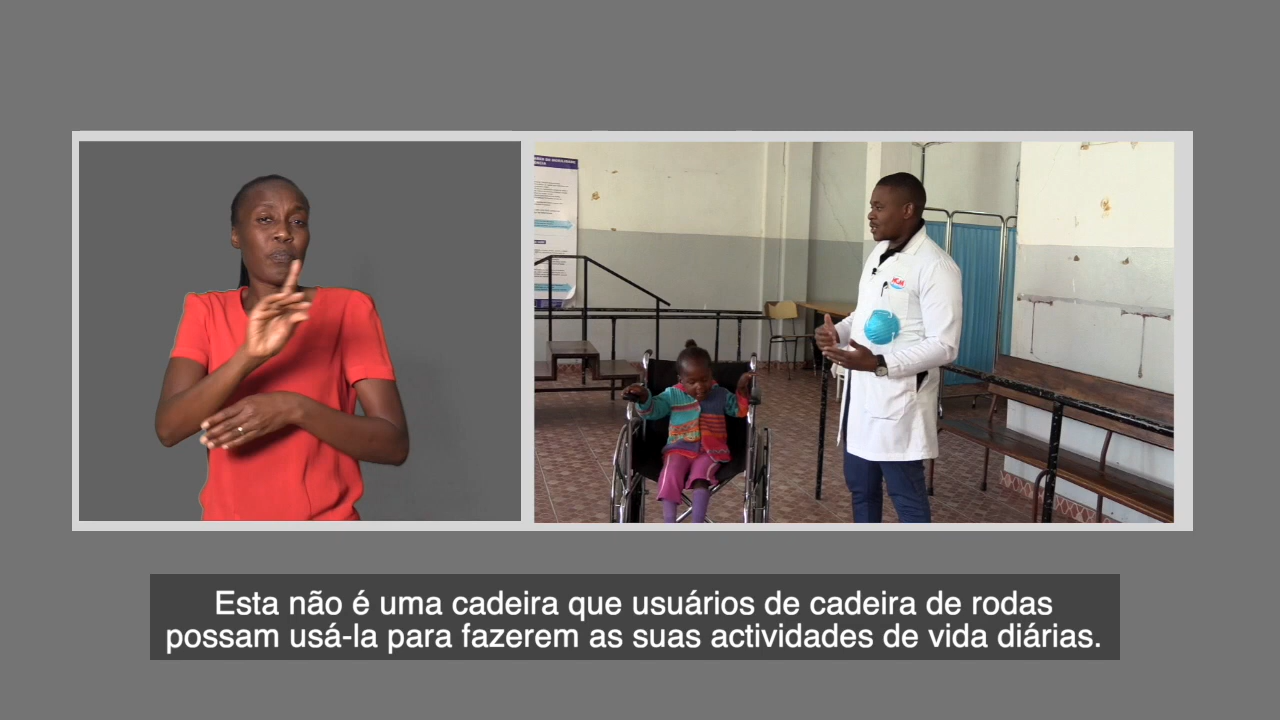 Esta não é uma cadeira que usuários de cadeira de rodas
possam usá-la para fazerem as suas actividades de vida diárias.